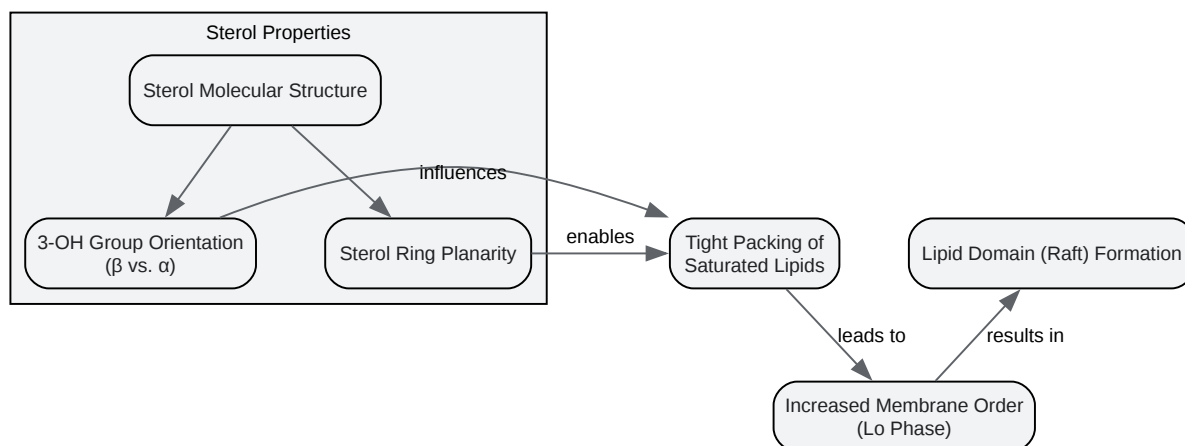 Sterol Properties
Sterol Molecular Structure
influences
3-OH Group Orientation
(β vs. α)
Sterol Ring Planarity
enables
Tight Packing of
Saturated Lipids
Lipid Domain (Raft) Formation
leads to
results in
Increased Membrane Order
(Lo Phase)